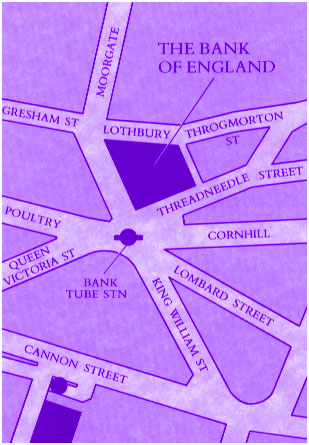 MOORGATE
THE BANK
OF ENGLAND
GRESHAM ST
LOTHBURY
THROGMORTON
ST
THREADNEEDLE STREET
POULTRY
CORNHILL
QUEEN
VICTORIA ST
BANK
TUBE STN
LOMBARD STREET
KING WILLIAM ST
CANNON STREET